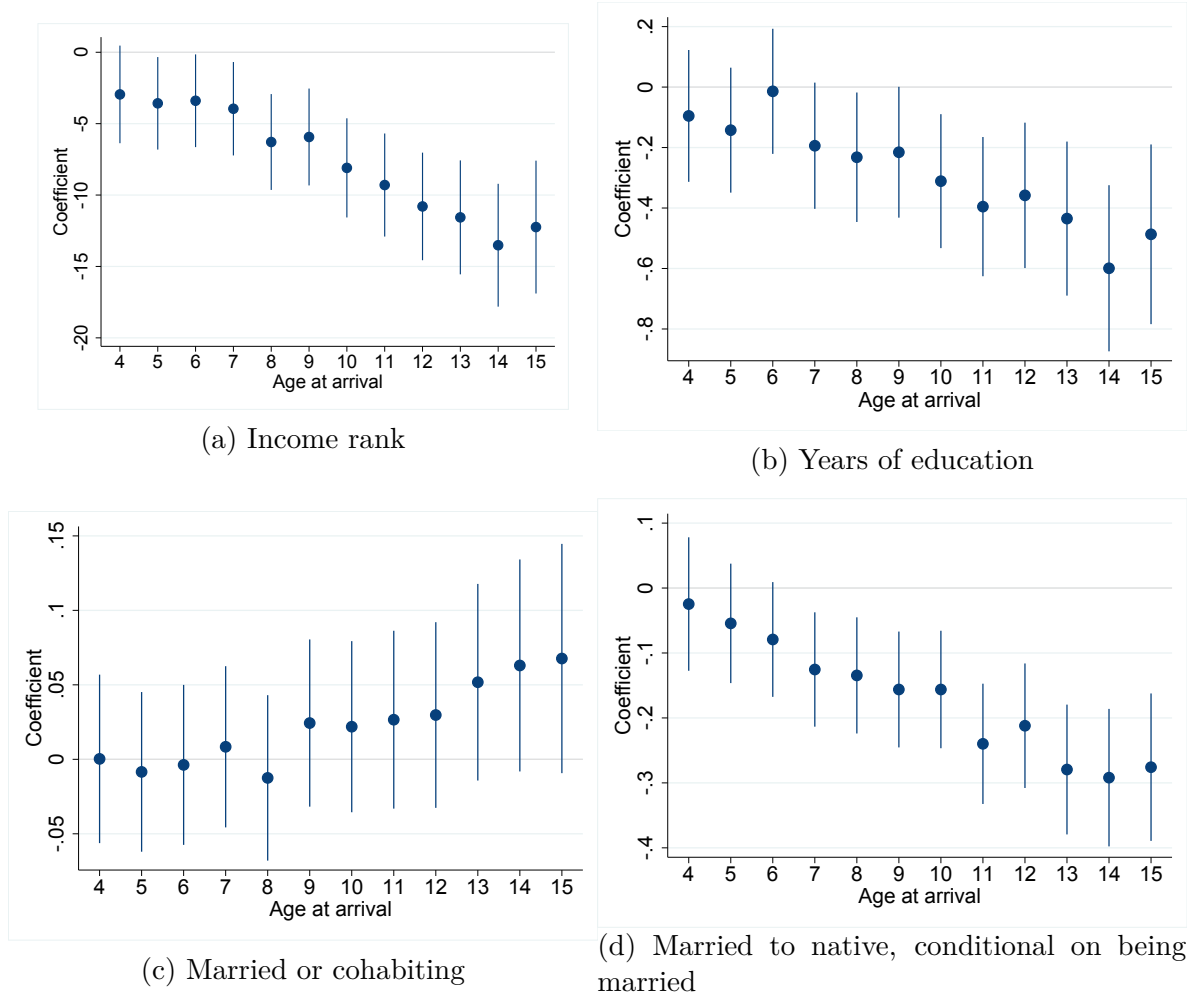 0
-5
-10
-15
-20
Coefficient
4 5 6 7 8 9 10 11 12 13 14 15
Age at arrival
(a) Income rank
.2
0
-.2
-.4
-.6
-.8
Coefficient
4 5 6 7 8 9 10 11 12 13 14 15
Age at arrival
(b) Years of education
.15
.1
.05
0
-.05
Coefficient
4 5 6 7 8 9 10 11 12 13 14 15
Age at arrival
(c) Married or cohabiting
.1
0
-.1
-.2
-.3
-.4
Coefficient
4 5 6 7 8 9 10 11 12 13 14 15
Age at arrival
(d) Married to native, conditional on being
married